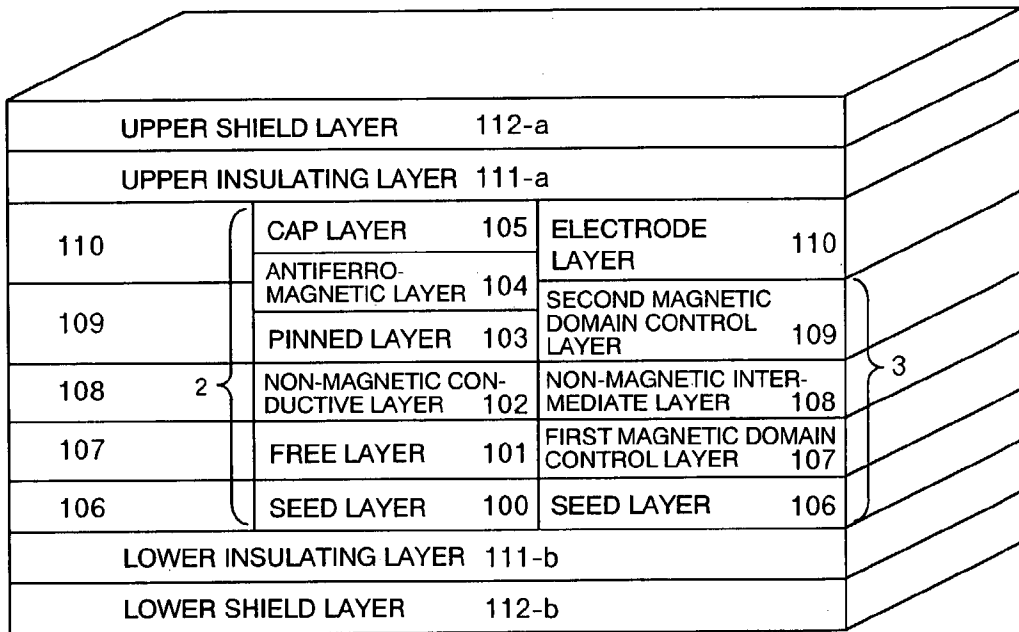 UPPER SHIELD LAYER 112-a
UPPER INSULATING LAYER 111-a
110
109
108
107
106
2
CAP LAYER 105
ANTIFERRO-
MAGNETIC LAYER 104
PINNED LAYER 103
NON-MAGNETIC CON-
DUCTIVE LAYER 102
FREE LAYER 101
SEED LAYER 100
ELECTRODE
LAYER 110
SECOND MAGNETIC
DOMAIN CONTROL
LAYER 109
NON-MAGNETIC INTER-
MEDIATE LAYER 108
FIRST MAGNETIC DOMAIN
CONTROL LAYER 107
SEED LAYER 106
3
LOWER INSULATING LAYER 111-b
LOWER SHIELD LAYER 112-b